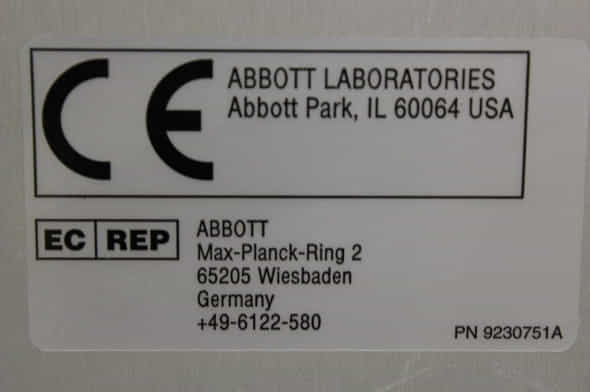 CE
ABBOTT LABORATORIES
Abbott Park, IL 60064 USA
EC REP
ABBOTT
Max-Planck-Ring 2
65205 Wiesbaden
Germany
+49-6122-580
PN 9230751A